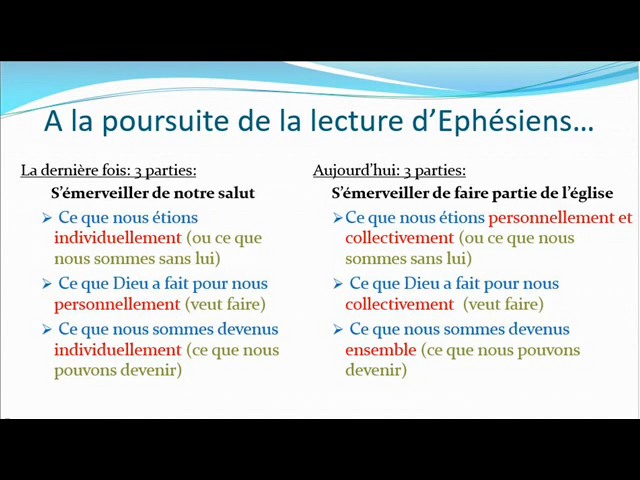 A la poursuite de la lecture d'Ephésiens…
La dernière fois: 3 parties:
S'émerveiller de notre salut
➢ Ce que nous étions
individuellement (ou ce que
nous sommes sans lui)
➢ Ce que Dieu a fait pour nous
personnellement (veut faire)
➢ Ce que nous sommes devenus
individuellement (ce que nous
pouvons devenir)
Aujourd'hui: 3 parties:
S'émerveiller de faire partie de l'église
➢Ce que nous étions personnellement et
collectivement (ou ce que nous
sommes sans lui)
➢ Ce que Dieu a fait pour nous
collectivement (veut faire)
➢ Ce que nous sommes devenus
ensemble (ce que nous pouvons
devenir)